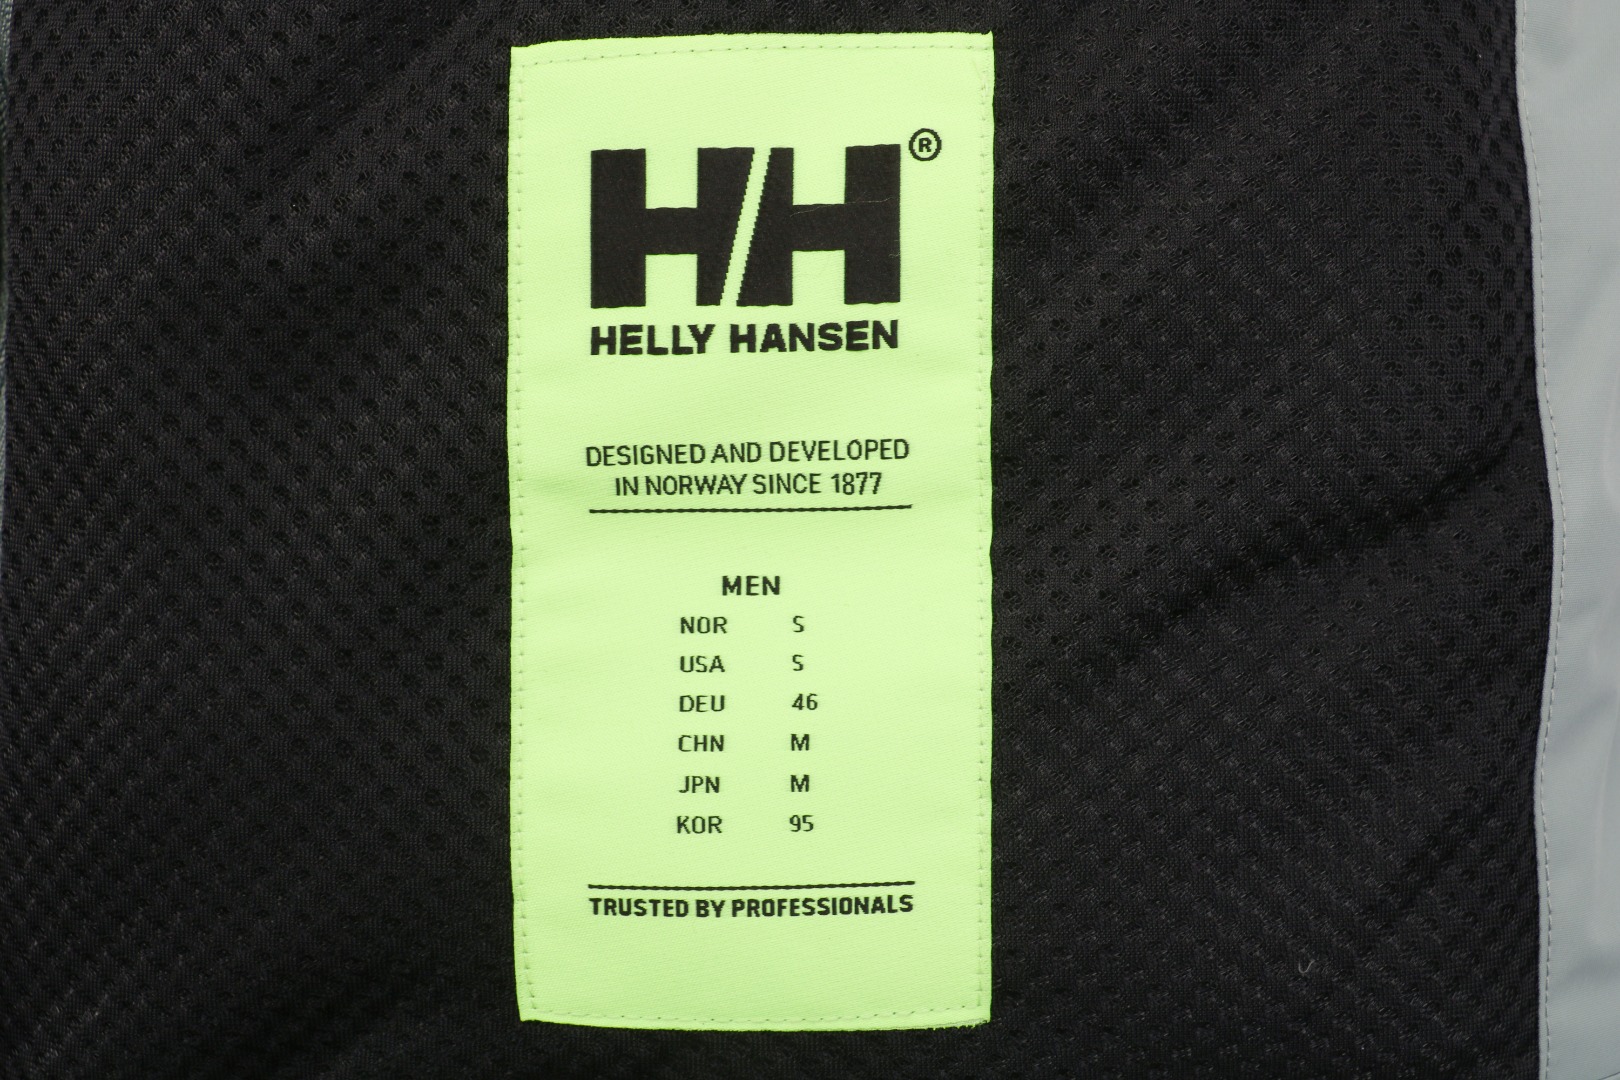 HH®
HELLY HANSEN
DESIGNED AND DEVELOPED
IN NORWAY SINCE 1877
MEN
NOR S
USA S
DEU 46
CHN M
JPN M
KOR 95
TRUSTED BY PROFESSIONALS